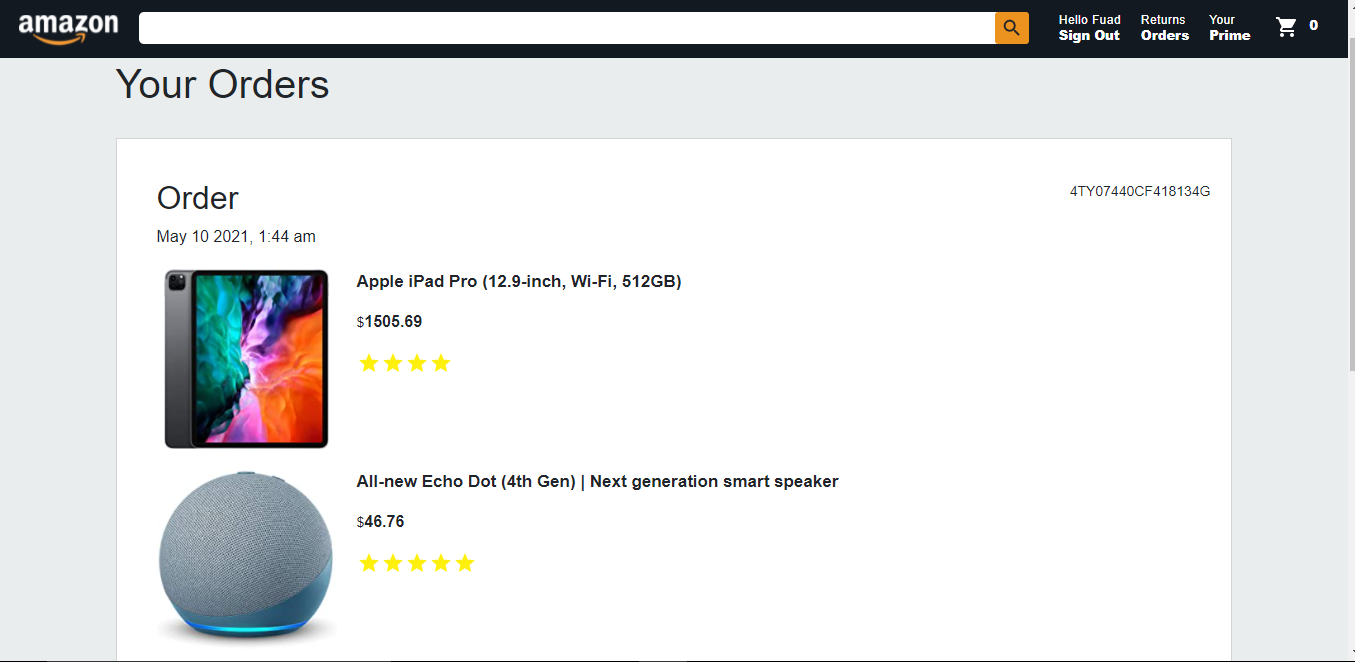 amazon
Hello Fuad
Sign Out
Returns
Orders
Your
Prime
0
Your Orders
Order
4TY07440CF418134G
May 10 2021, 1:44 am
Apple iPad Pro (12.9-inch, Wi-Fi, 512GB)
$1505.69
All-new Echo Dot (4th Gen) | Next generation smart speaker
$46.76